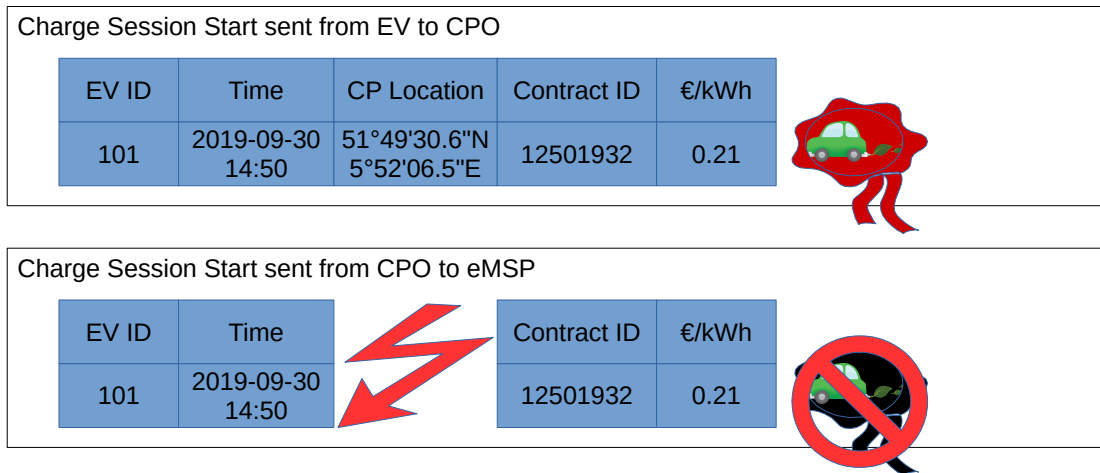 Charge Session Start sent from EV to CPO
EV ID Time CP Location Contract ID €/kWh
101 2019-09-30 14:50 51°49'30.6"N 5°52'06.5"E 12501932 0.21
Charge Session Start sent from CPO to eMSP
EV ID Time Contract ID €/kWh
101 2019-09-30 14:50 12501932 0.21